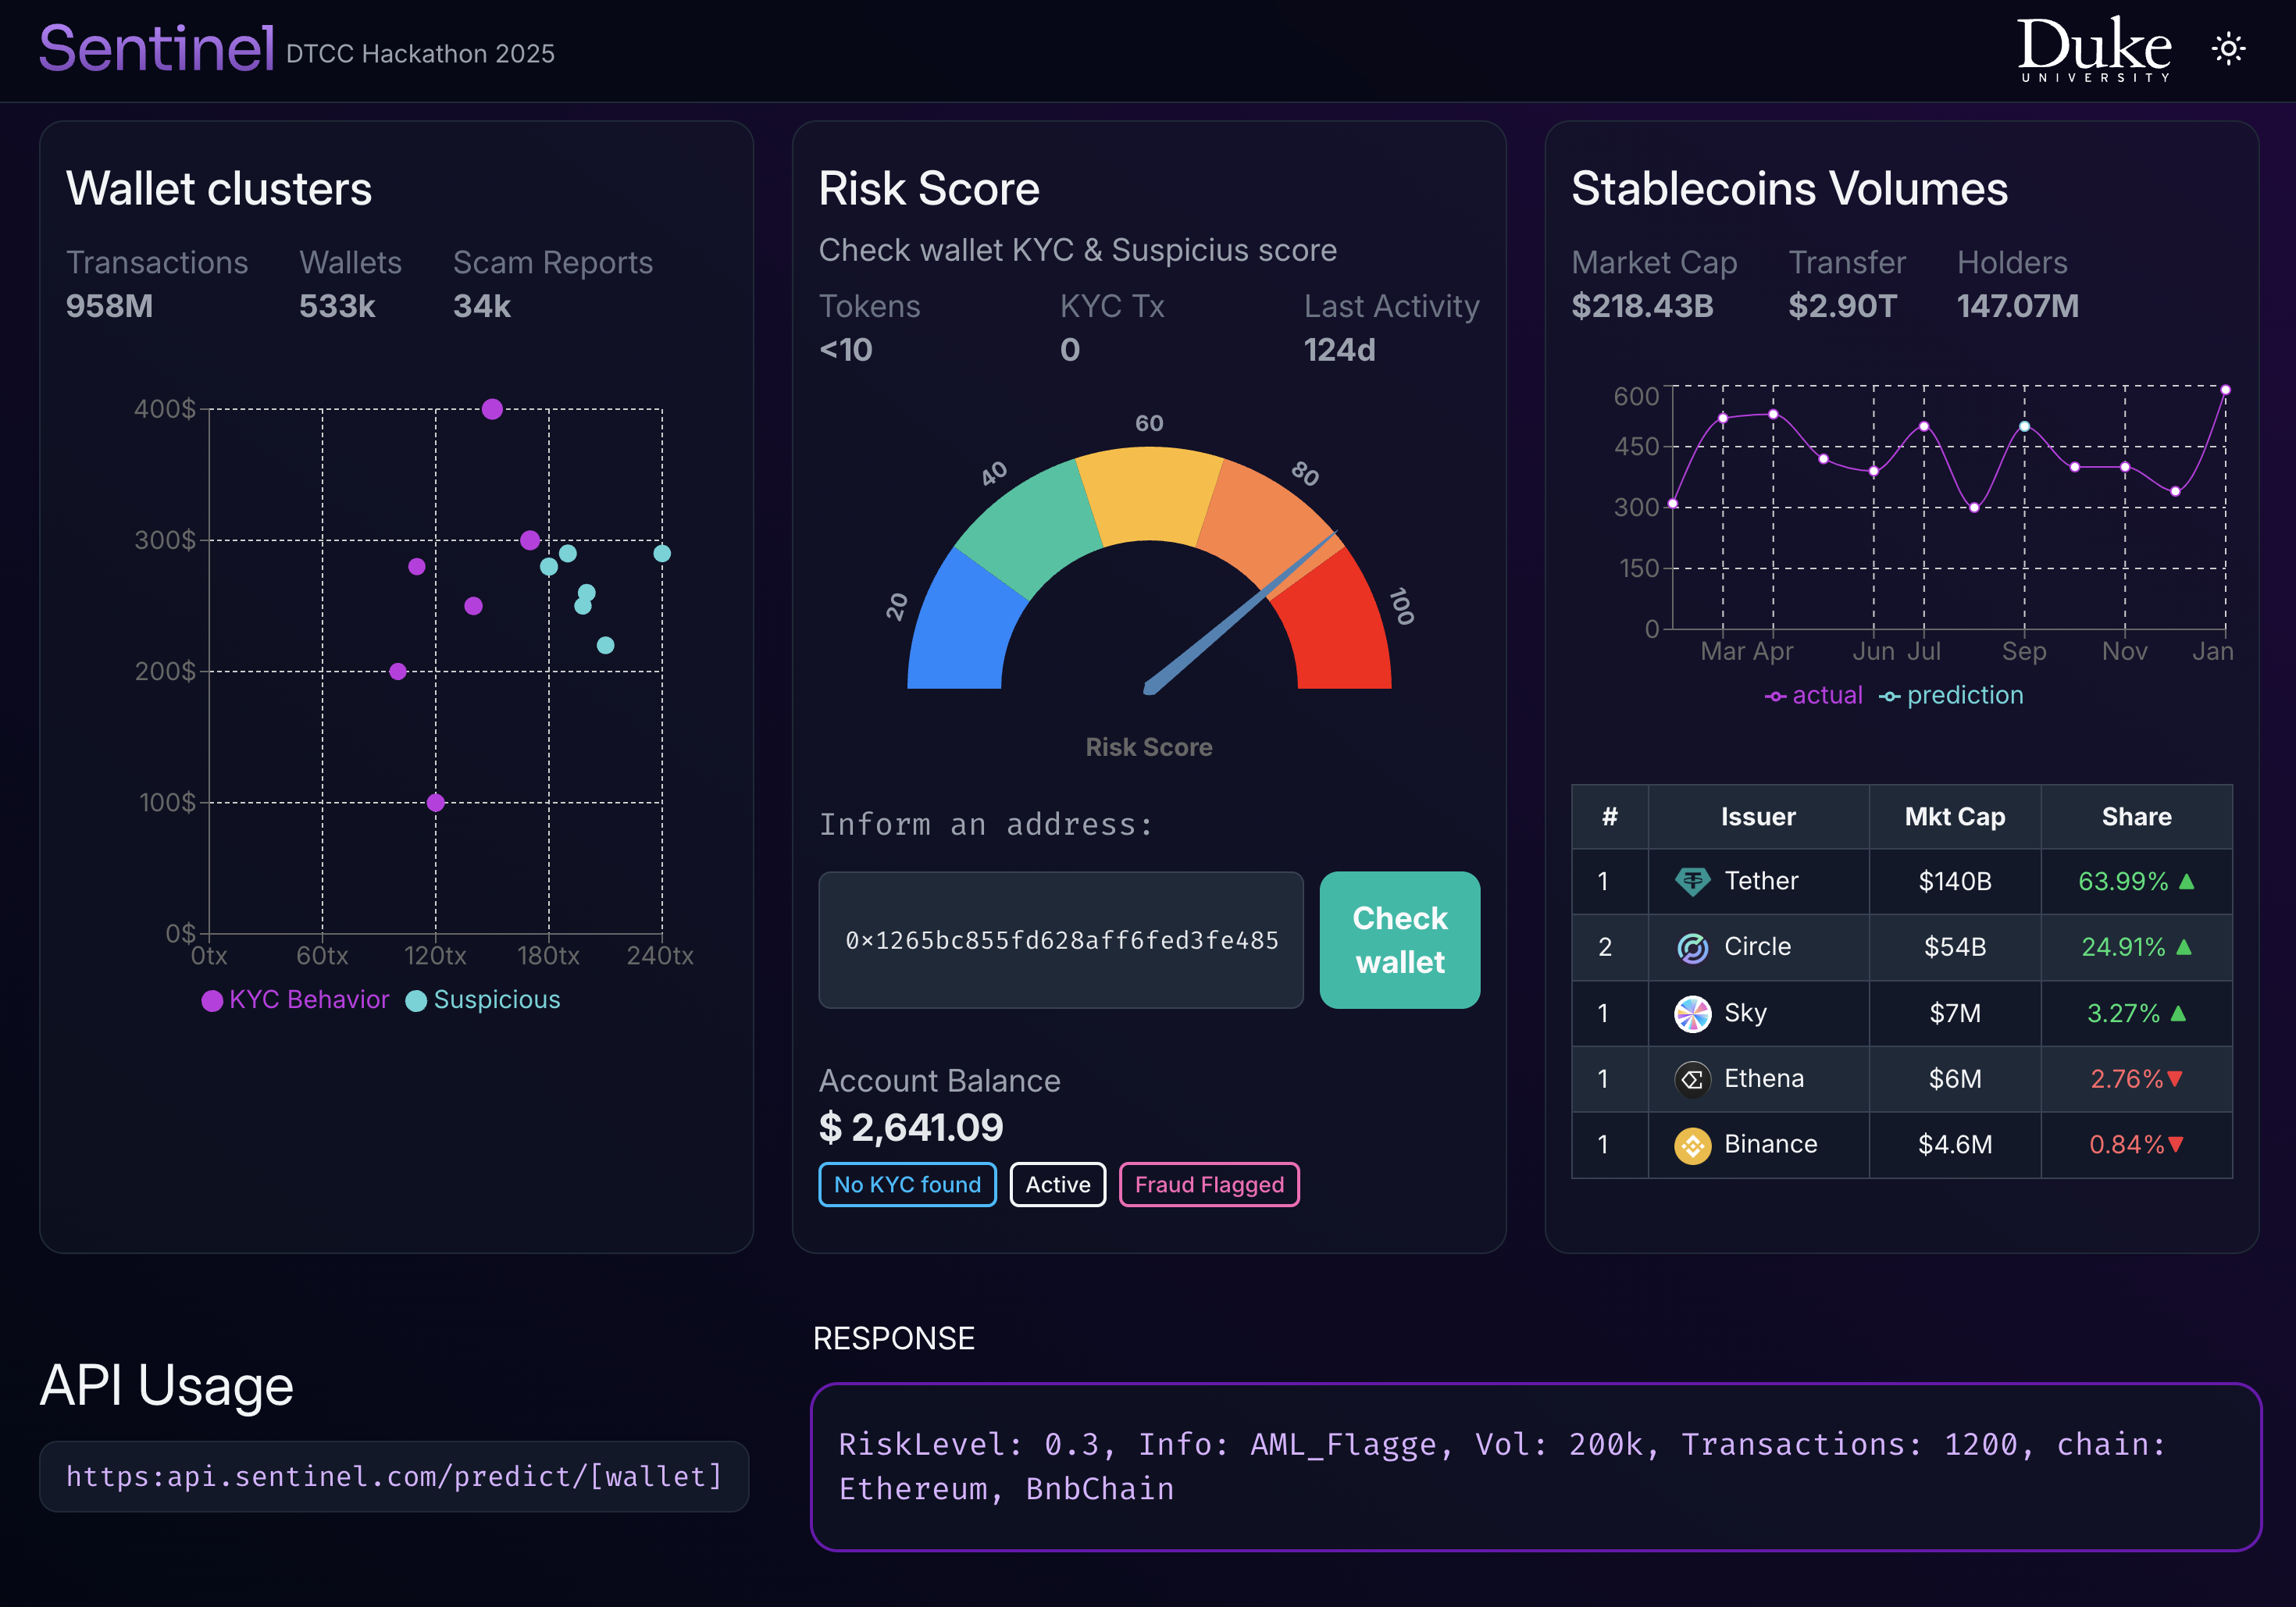 Sentinel DTCC Hackathon 2025
Duke
UNIVERSITY
Wallet clusters
Transactions Wallets Scam Reports
958M 533k 34k
400$
300$
200$
100$
0$
0tx 60tx 120tx 180tx 240tx
KYC Behavior Suspicious
Risk Score
Check wallet KYC & Suspicius score
Tokens KYC Tx Last Activity
<10 0 124d
20 40 60 80 100
Risk Score
Inform an address:
0×1265bc855fd628aff6fed3fe485
Check
wallet
Account Balance
$ 2,641.09
No KYC found Active Fraud Flagged
Stablecoins Volumes
Market Cap Transfer Holders
$218.43B $2.90T 147.07M
600
450
300
150
0
Mar Apr Jun Jul Sep Nov Jan
actual prediction
# Issuer Mkt Cap Share
1 Tether $140B 63.99% ▲
2 Circle $54B 24.91% ▲
1 Sky $7M 3.27% ▲
1 Ethena $6M 2.76%▼
1 Binance $4.6M 0.84%▼
API Usage
https:api.sentinel.com/predict/[wallet]
RESPONSE
RiskLevel: 0.3, Info: AML_Flagge, Vol: 200k, Transactions: 1200, chain:
Ethereum, BnbChain